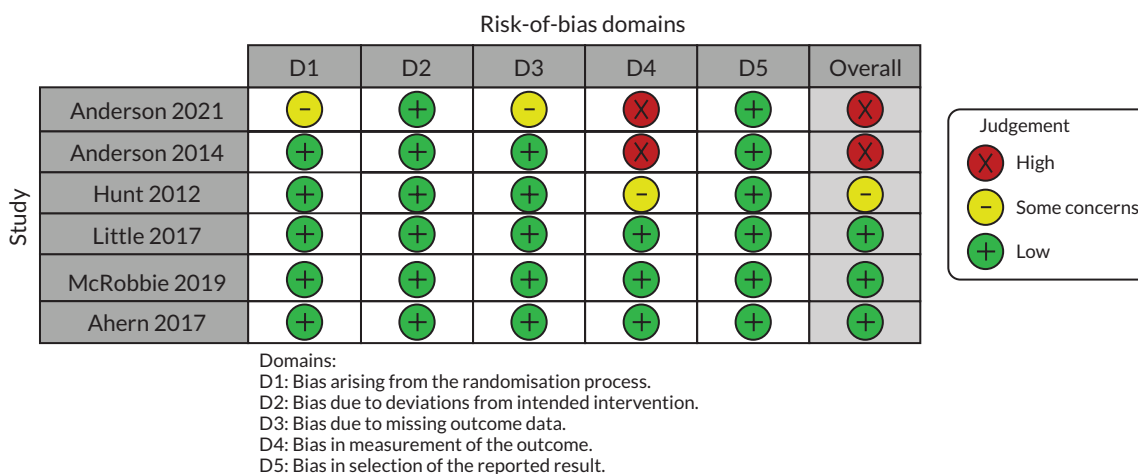 Risk-of-bias domains
D1 D2 D3 D4 D5 Overall
Study
Anderson 2021 - + - X + X
Anderson 2014 + + + X + X
Hunt 2012 + + + - + -
Little 2017 + + + + + +
McRobbie 2019 + + + + + +
Ahern 2017 + + + + + +
Judgement
X High
- Some concerns
+ Low
Domains:
D1: Bias arising from the randomisation process.
D2: Bias due to deviations from intended intervention.
D3: Bias due to missing outcome data.
D4: Bias in measurement of the outcome.
D5: Bias in selection of the reported result.